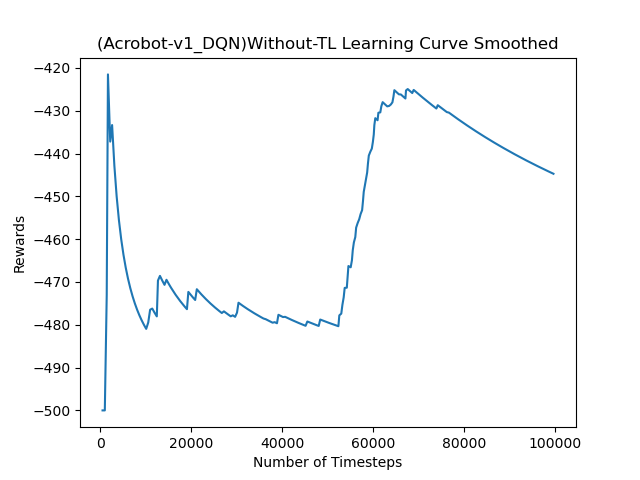 (Acrobot-v1_DQN)Without-TL Learning Curve Smoothed
−420
−430
−440
−450
−460
−470
−480
−490
−500
Rewards
0 20000 40000 60000 80000 100000
Number of Timesteps